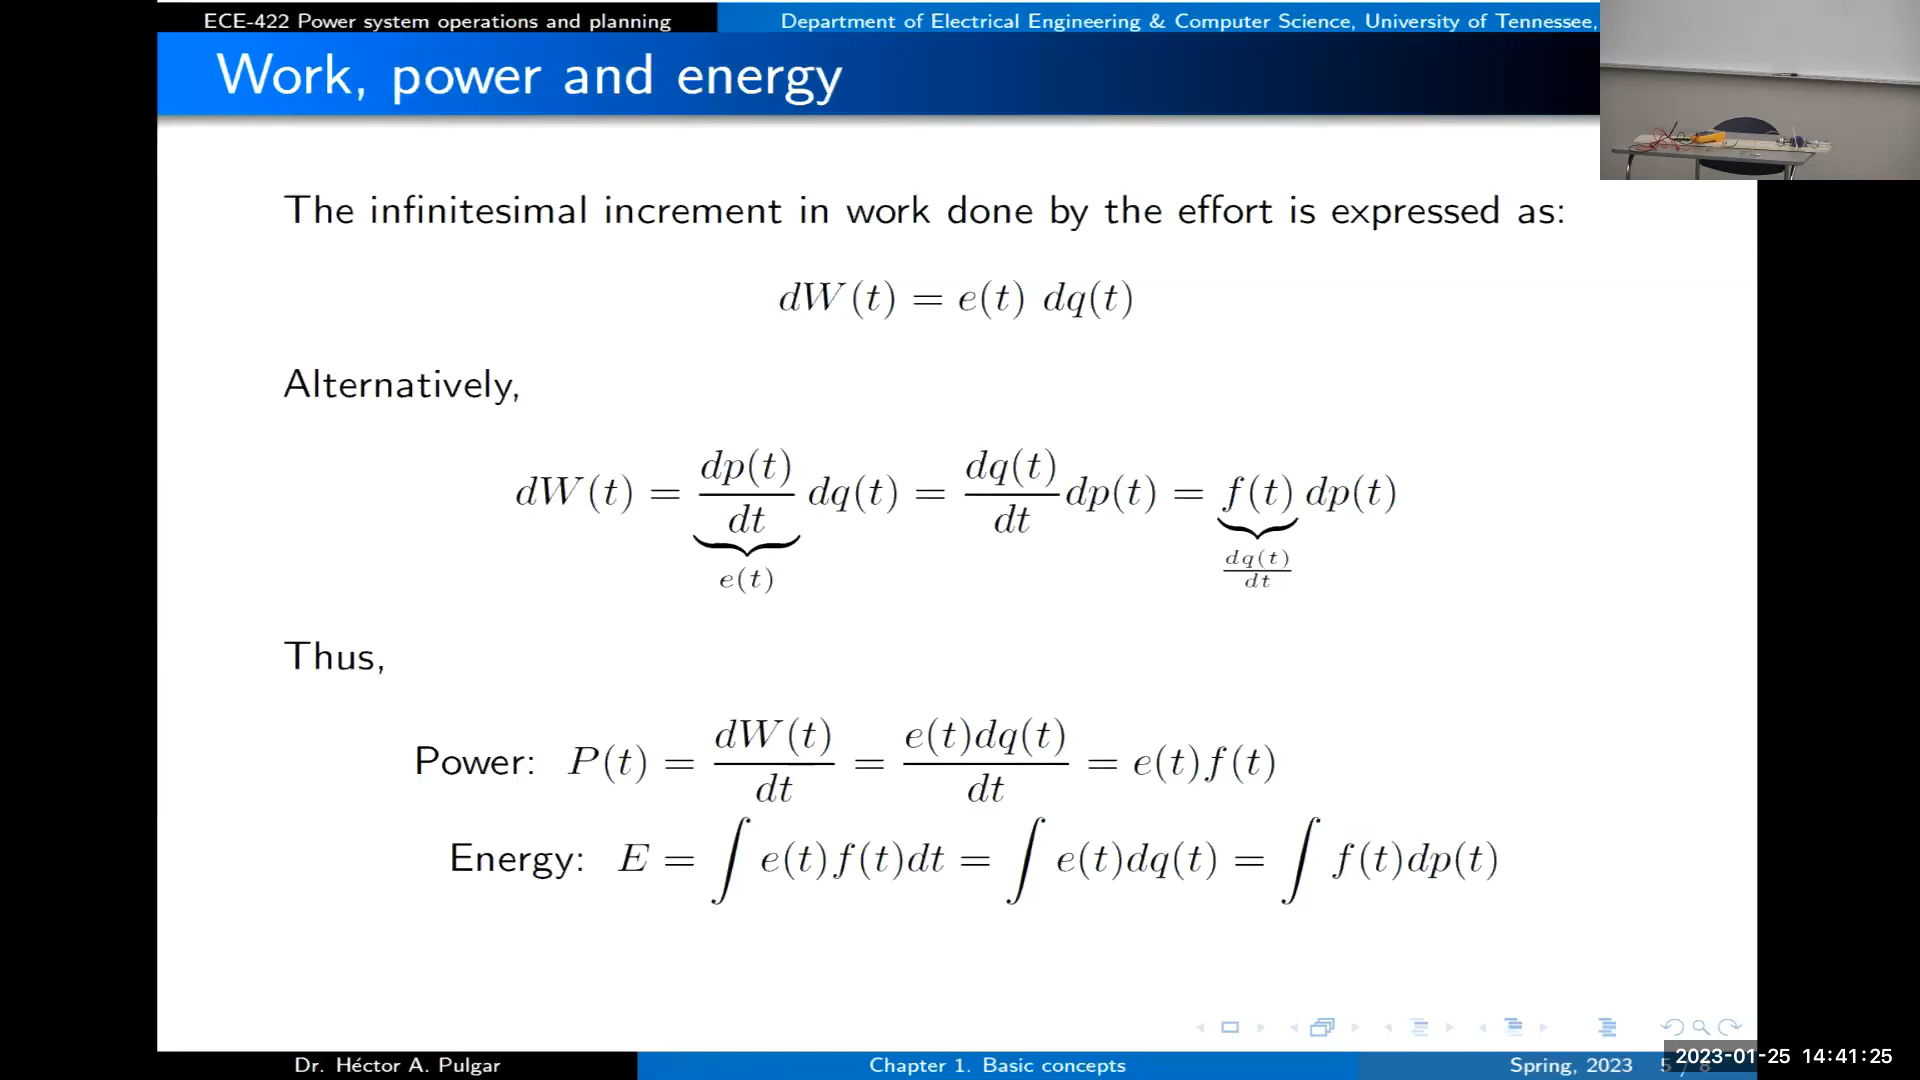 ECE-422 Power system operations and planning
Department of Electrical Engineering & Computer Science, University of Tennessee,
Work, power and energy
The infinitesimal increment in work done by the effort is expressed as:
dW(t) = e(t) dq(t)
Alternatively,
dW(t) = dp(t)/dt dq(t) = dq(t)/dt dp(t) = f(t) dp(t)
e(t)
dq(t)/dt
Thus,
Power: P(t) = dW(t)/dt = e(t)dq(t)/dt = e(t)f(t)
Energy: E = ∫ e(t)f(t)dt = ∫ e(t)dq(t) = ∫ f(t)dp(t)
Dr. Héctor A. Pulgar
Chapter 1. Basic concepts
Spring, 2023
5 / 8
2023-01-25 14:41:25